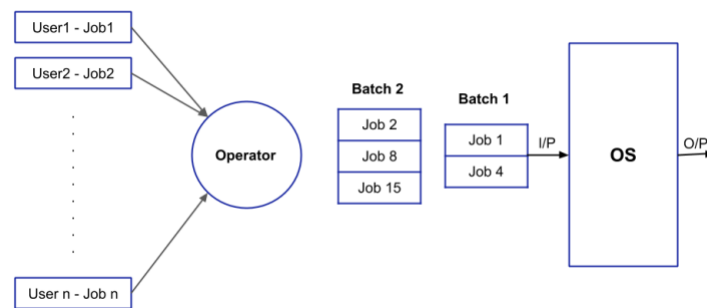 User1 - Job1
User2 - Job2
User n - Job n
Operator
Batch 2
Job 2
Job 8
Job 15
Batch 1
Job 1
Job 4
I/P
OS
O/P